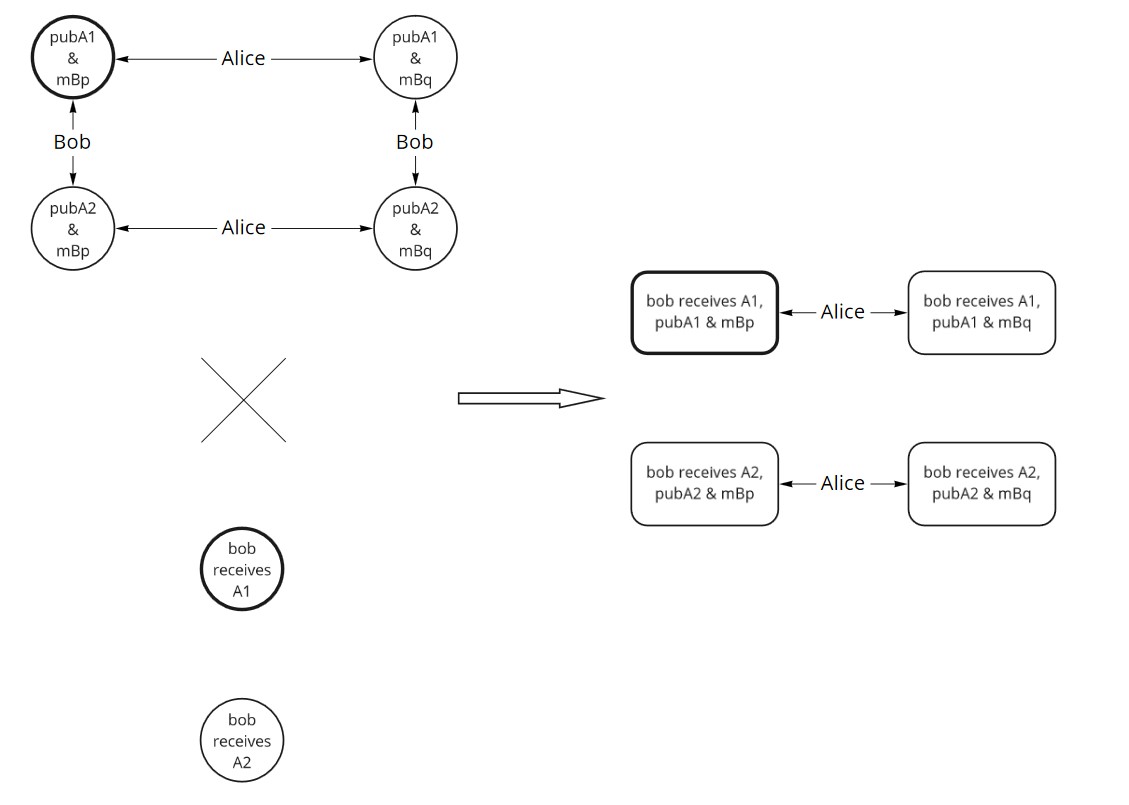 pubA1
&
mBp
Alice
pubA1
&
mBq
Bob
Bob
pubA2
&
mBp
Alice
pubA2
&
mBq
bob receives A1,
pubA1 & mBp
Alice
bob receives A1,
pubA1 & mBq
bob receives A2,
pubA2 & mBp
Alice
bob receives A2,
pubA2 & mBq
bob
receives
A1
bob
receives
A2